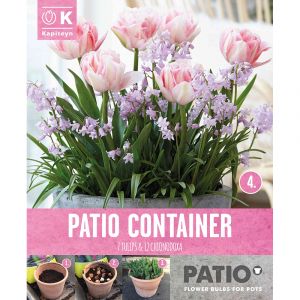 K
Kapiteyn
4.
PATIO CONTAINER
7 TULIPS & 12 CHIONODOXA
1.
2.
3.
PATIO
FLOWER BULBS FOR POTS